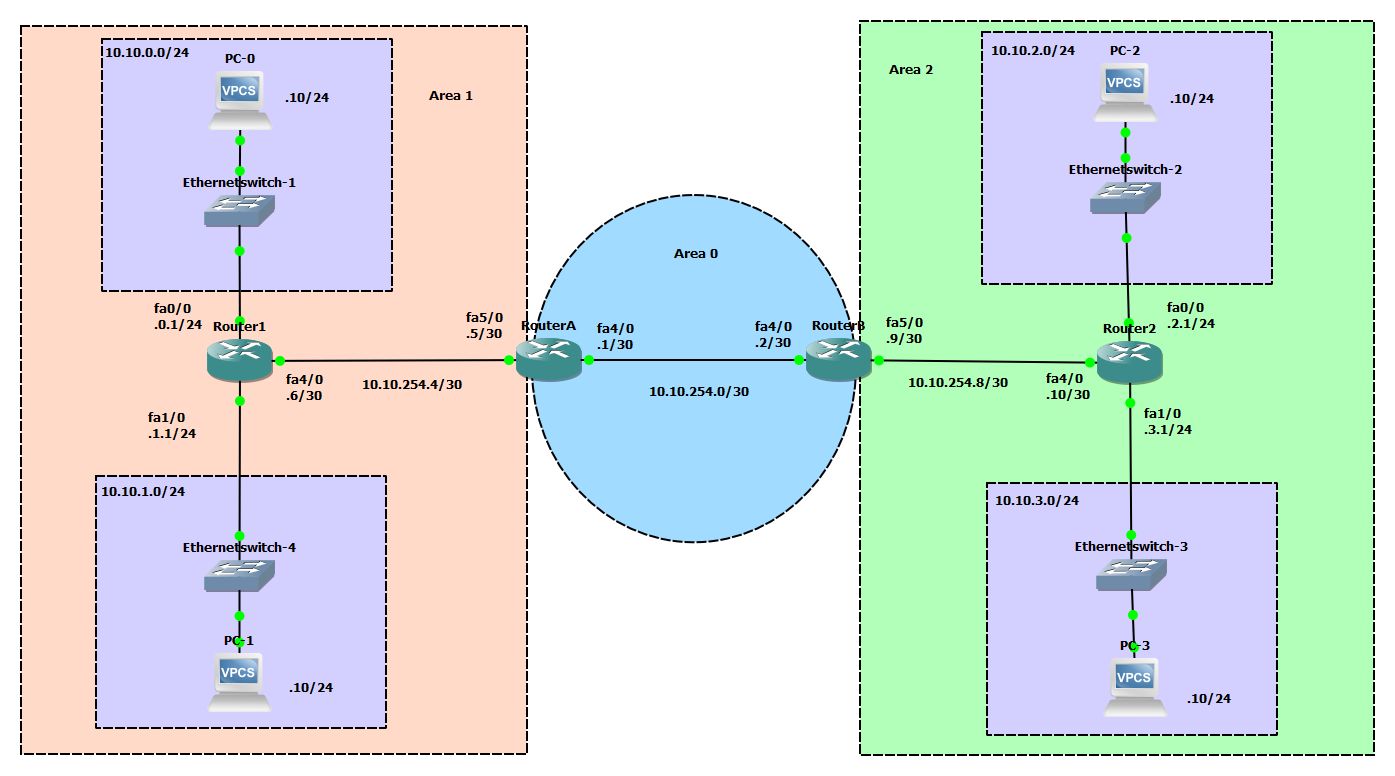 10.10.0.0/24
PC-0
VPCS
.10/24
Area 1
Ethernetswitch-1
fa0/0
.0.1/24
Router1
fa4/0
.6/30
fa1/0
.1.1/24
10.10.254.4/30
fa5/0
.5/30
RouterA
10.10.1.0/24
Ethernetswitch-4
PC-1
VPCS
.10/24
Area 0
fa4/0
.1/30
10.10.254.0/30
fa4/0
.2/30
RouterB
Area 2
10.10.2.0/24
PC-2
VPCS
.10/24
Ethernetswitch-2
fa5/0
.9/30
10.10.254.8/30
fa0/0
.2.1/24
Router2
fa4/0
.10/30
fa1/0
.3.1/24
10.10.3.0/24
Ethernetswitch-3
PC-3
VPCS
.10/24